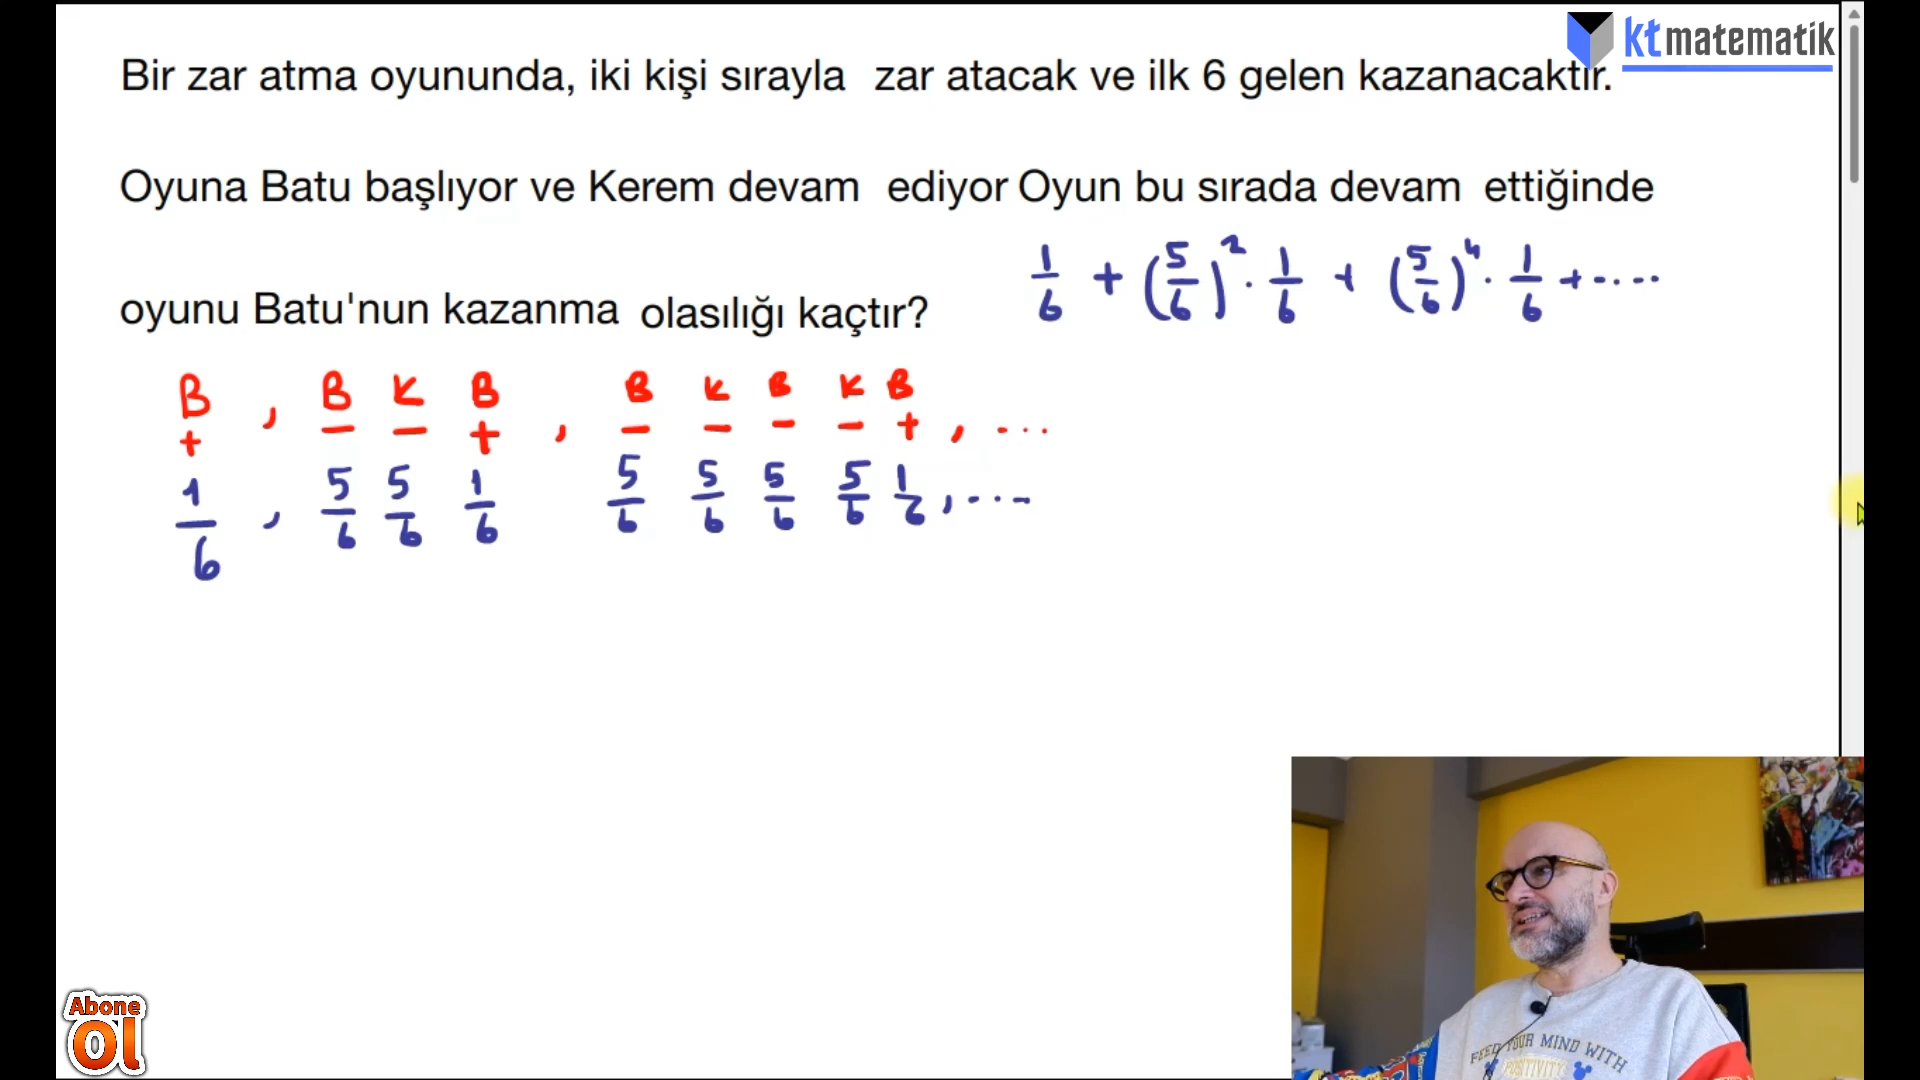 ktmatematik
Bir zar atma oyununda, iki kişi sırayla zar atacak ve ilk 6 gelen kazanacaktır.
Oyuna Batu başlıyor ve Kerem devam ediyor Oyun bu sırada devam ettiğinde
oyunu Batu'nun kazanma olasılığı kaçtır?
1/6 + (5/6)² · 1/6 + (5/6)⁴ · 1/6 + ....
B , B K B , B K B K B
+ , − − + , − − − − + , ...
1/6 , 5/6 5/6 1/6 5/6 5/6 5/6 5/6 1/6 , ....
Abone
Ol
FEED YOUR MIND WITH
POSITIVITY